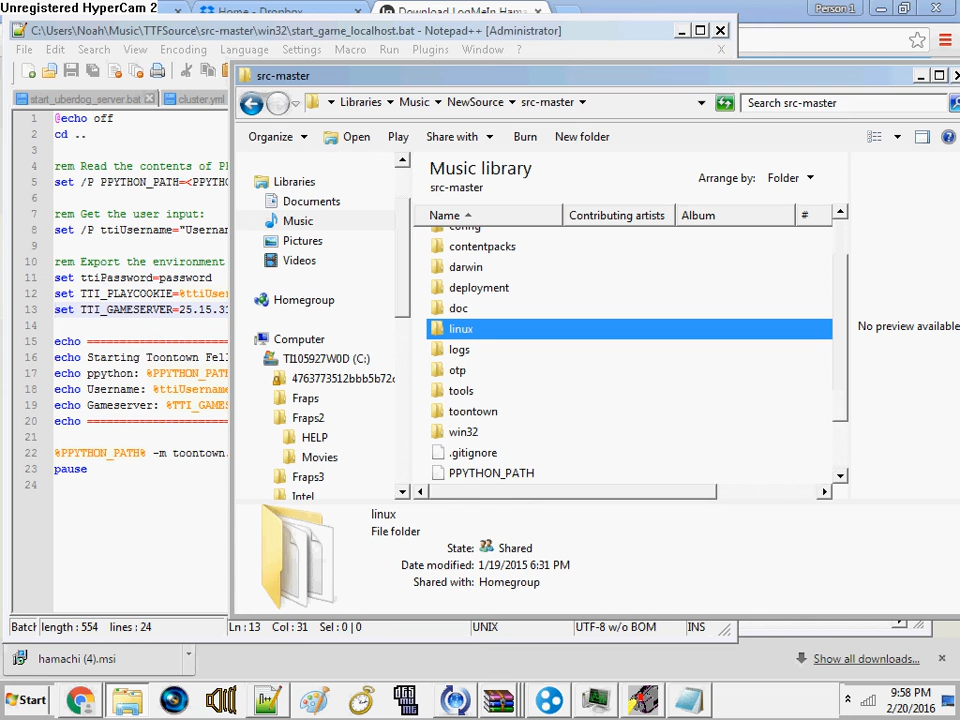 Unregistered HyperCam 2
Home - Dropbox
Download LogMeIn Ham
Person 1
C:\Users\Noah\Music\TTFSource\src-master\win32\start_game_localhost.bat - Notepad++ [Administrator]
File Edit Search View Encoding Language Settings Macro Run Plugins Window ? X
start_uberdog_server.bat cluster.yml
1 @echo off
2 cd ..
3
4 rem Read the contents of P
5 set /P PPYTHON_PATH=<PPYTHO
6
7 rem Get the user input:
8 set /P ttiUsername="Usernam
9
10 rem Export the environment
11 set ttiPassword=password
12 set TTI_PLAYCOOKIE=%ttiUse
13 set TTI_GAMESERVER=25.15.31
14
15 echo
16 echo Starting Toontown Fell
17 echo ppython: %PPYTHON_PATH
18 echo Username: %ttiUsername
19 echo Gameserver: %TTI_GAMES
20 echo
21
22 %PPYTHON_PATH% -m toontown.
23 pause
24
src-master
Libraries Music NewSource src-master
Search src-master
Organize Open Play Share with Burn New folder
Libraries
Documents
Music
Pictures
Videos
Homegroup
Computer
TI105927W0D (C:)
4763773512bbb5b72c
Fraps
Fraps2
HELP
Movies
Fraps3
Intel
Music library
src-master
Arrange by: Folder
Name Contributing artists Album #
config
contentpacks
darwin
deployment
doc
linux
logs
otp
tools
toontown
win32
.gitignore
PPYTHON_PATH
No preview available
linux
File folder
State: Shared
Date modified: 1/19/2015 6:31 PM
Shared with: Homegroup
Batch length : 554 lines : 24 Ln : 13 Col : 31 Sel : 0 | 0 UNIX UTF-8 w/o BOM INS
hamachi (4).msi
Show all downloads...
Start
9:58 PM
2/20/2016